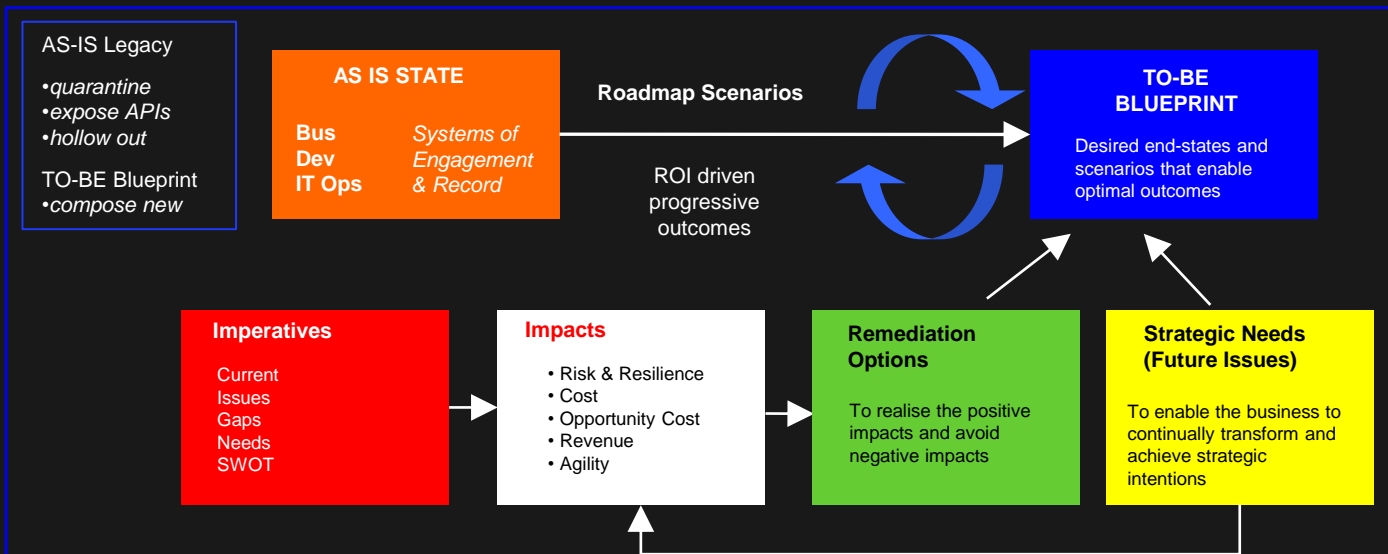 AS-IS Legacy
•quarantine
•expose APIs
•hollow out
TO-BE Blueprint
•compose new
AS IS STATE
Bus
Dev
IT Ops
Systems of
Engagement
& Record
Roadmap Scenarios
ROI driven
progressive
outcomes
TO-BE
BLUEPRINT
Desired end-states and
scenarios that enable
optimal outcomes
Imperatives
Current
Issues
Gaps
Needs
SWOT
Impacts
• Risk & Resilience
• Cost
• Opportunity Cost
• Revenue
• Agility
Remediation
Options
To realise the positive
impacts and avoid
negative impacts
Strategic Needs
(Future Issues)
To enable the business to
continually transform and
achieve strategic
intentions